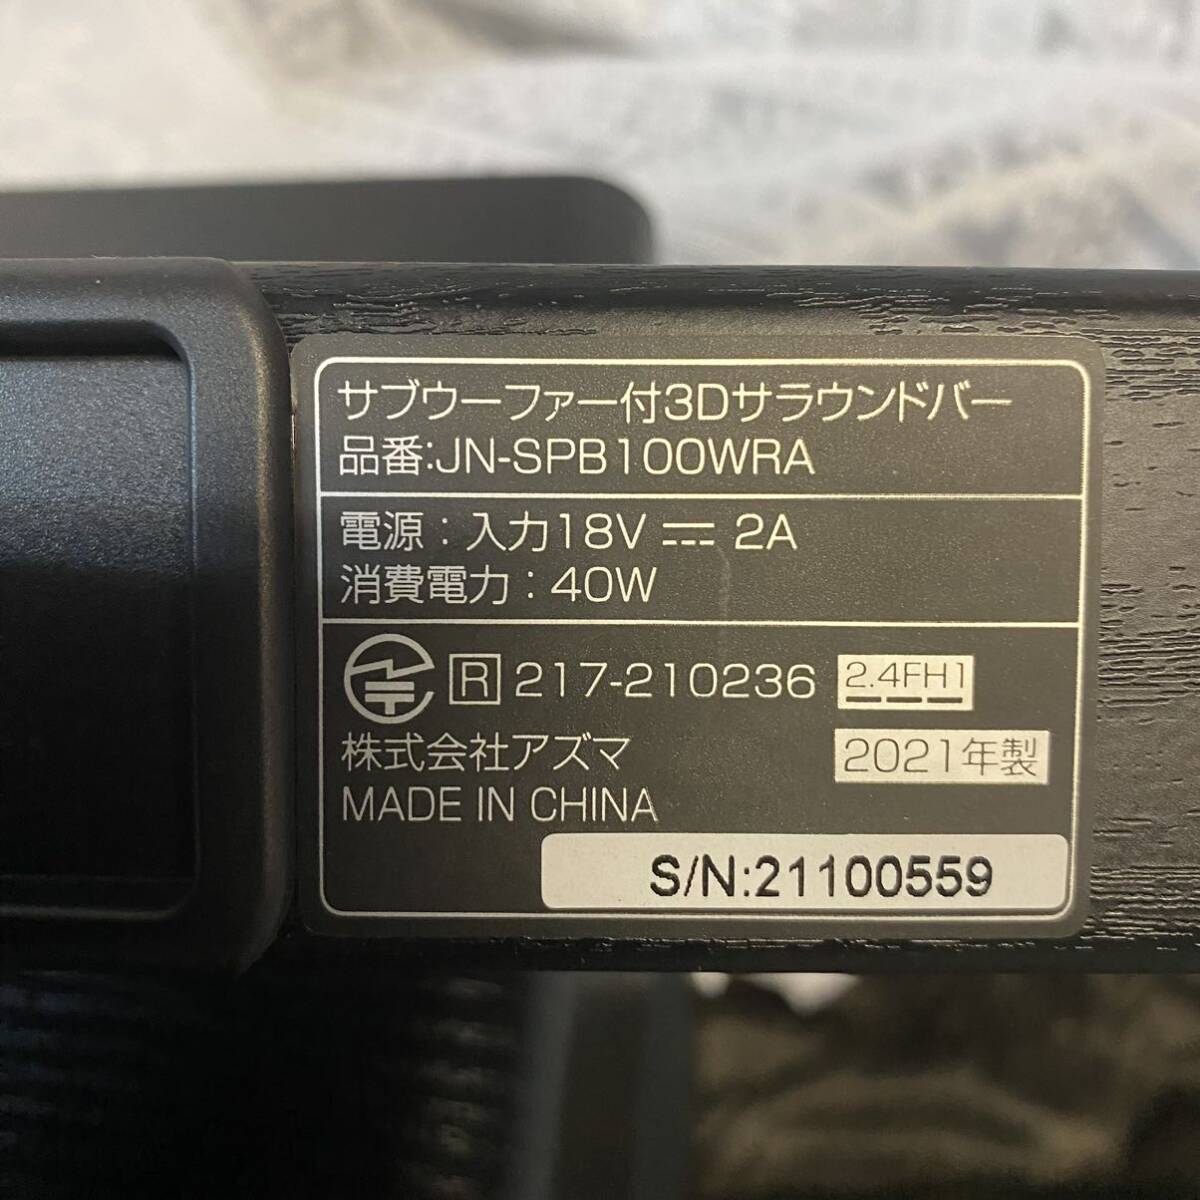 サブウーファー付3Dサラウンドバー
品番:JN-SPB100WRA
電源：入力18V ⎓ 2A
消費電力：40W
R 217-210236 2.4FH1
株式会社アズマ 2021年製
MADE IN CHINA
S/N:21100559